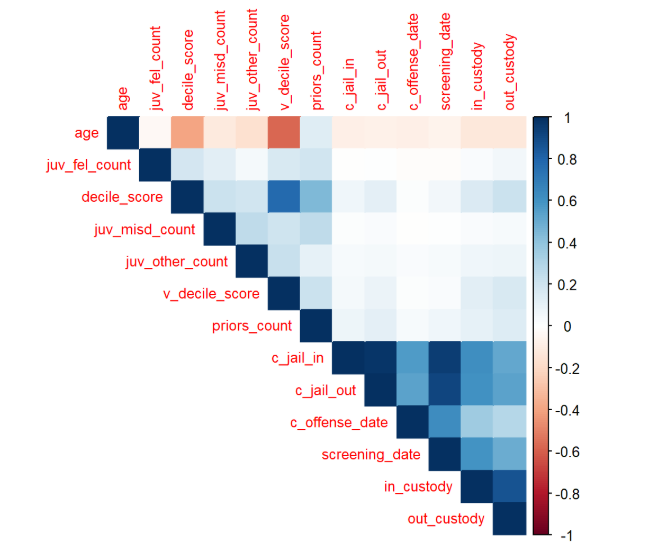 age
juv_fel_count
decile_score
juv_misd_count
juv_other_count
v_decile_score
priors_count
c_jail_in
c_jail_out
c_offense_date
screening_date
in_custody
out_custody
age
juv_fel_count
decile_score
juv_misd_count
juv_other_count
v_decile_score
priors_count
c_jail_in
c_jail_out
c_offense_date
screening_date
in_custody
out_custody
1
0.8
0.6
0.4
0.2
0
-0.2
-0.4
-0.6
-0.8
-1